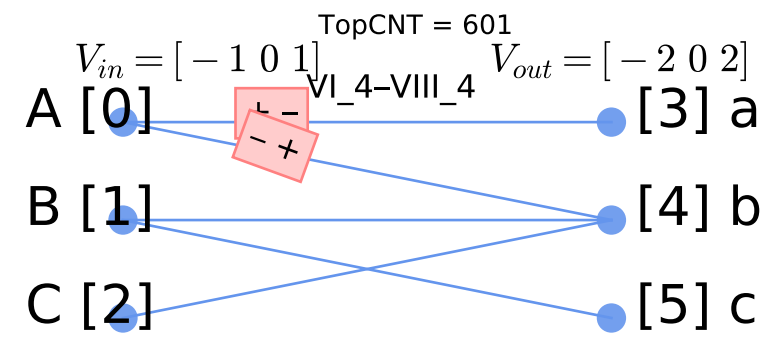 TopCNT = 601
V_in = [ − 1 0 1] V_out = [ − 2 0 2]
VI_4–VIII_4
A [0] + − [3] a
− +
B [1] [4] b
C [2] [5] c